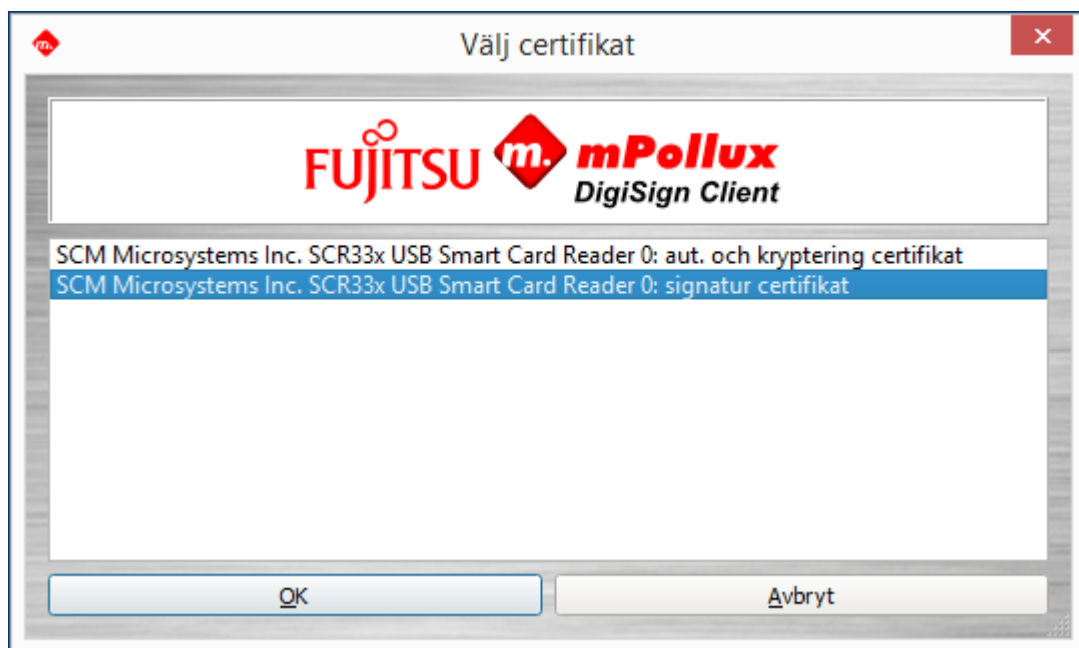 m.
Välj certifikat
FUJITSU m. mPollux
DigiSign Client
SCM Microsystems Inc. SCR33x USB Smart Card Reader 0: aut. och kryptering certifikat
SCM Microsystems Inc. SCR33x USB Smart Card Reader 0: signatur certifikat
OK
Avbryt